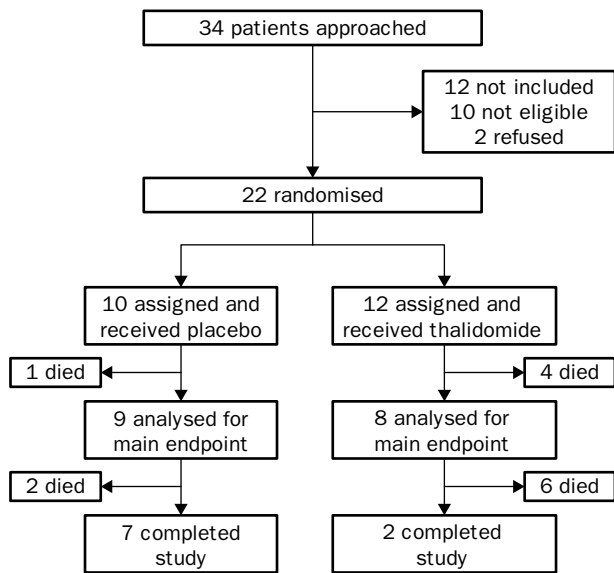 34 patients approached
12 not included
10 not eligible
2 refused
22 randomised
10 assigned and
received placebo
12 assigned and
received thalidomide
1 died
4 died
9 analysed for
main endpoint
8 analysed for
main endpoint
2 died
6 died
7 completed
study
2 completed
study